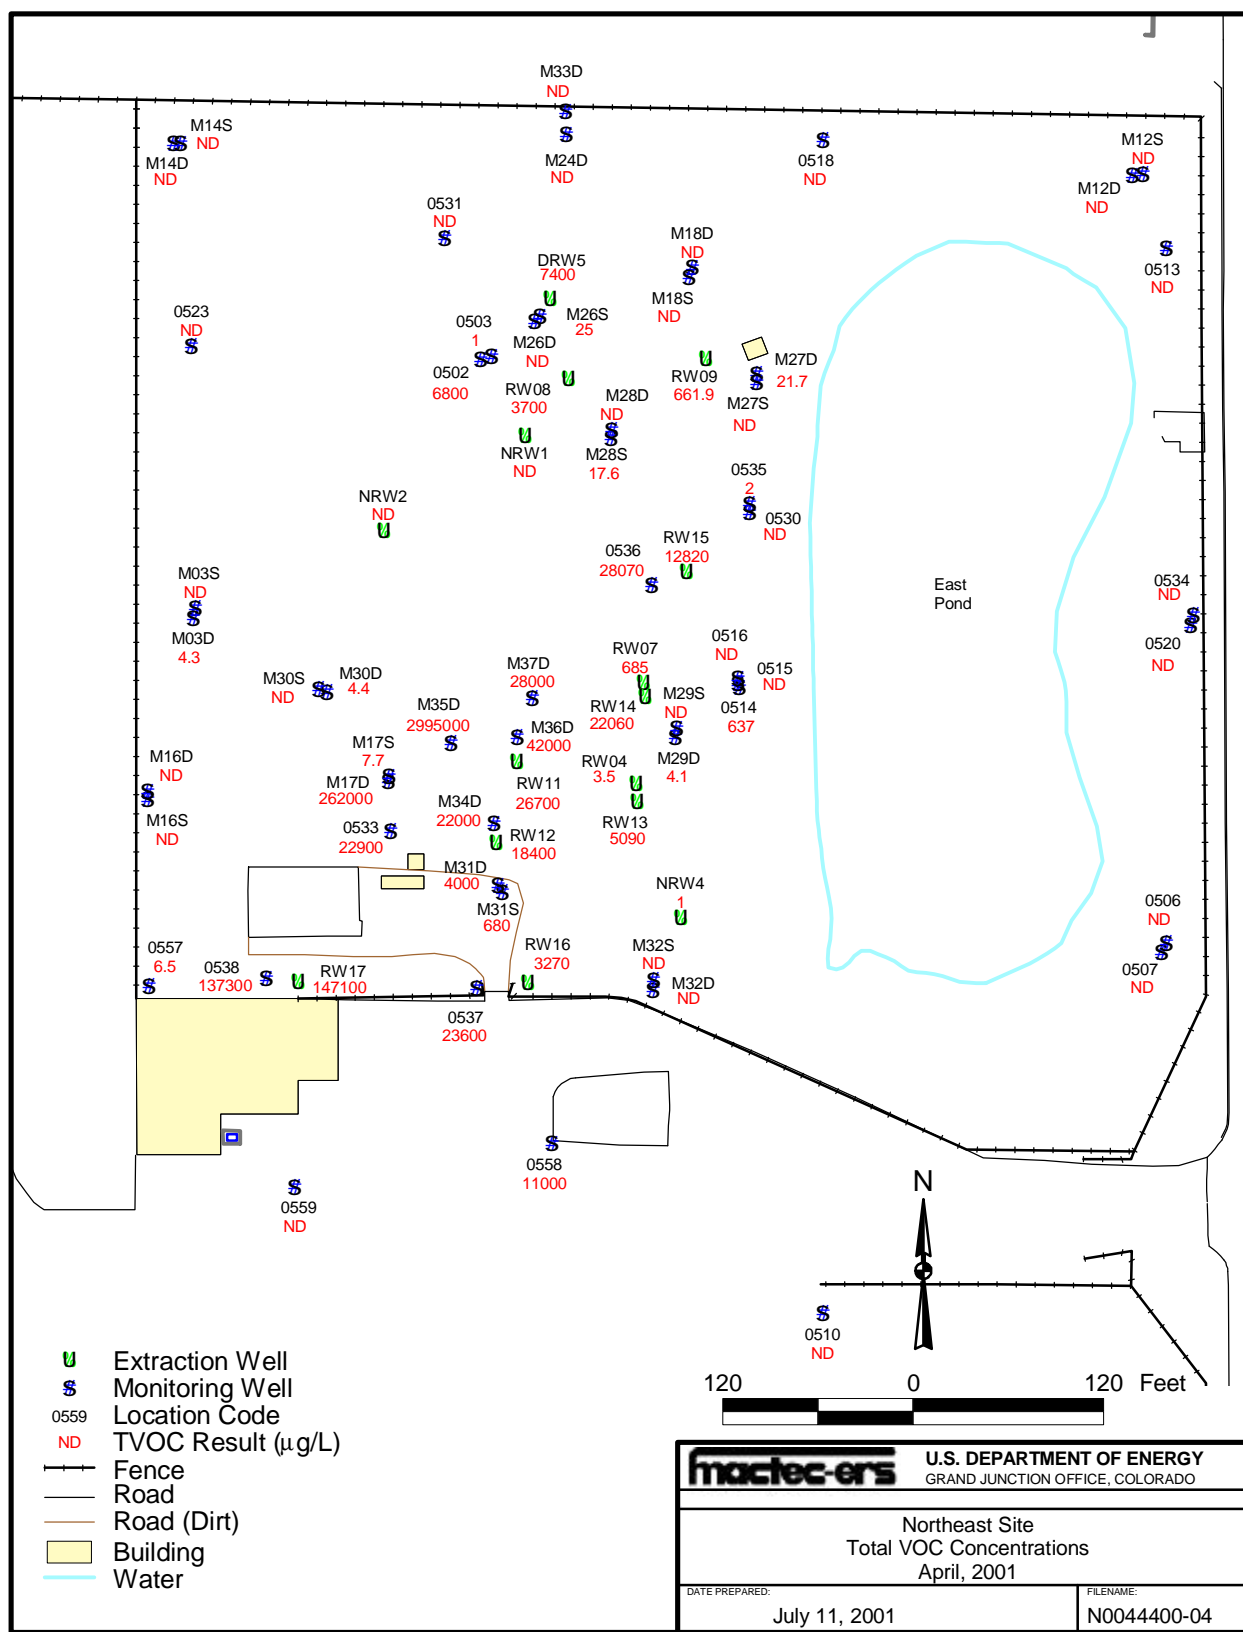 M33D
ND
M14S
ND
M14D
ND
M24D
ND
0518
ND
M12S
ND
M12D
ND
0531
ND
M18D
ND
0513
ND
DRW5
7400
M18S
ND
0523
ND
0503
1
M26S
25
M26D
ND
0502
6800
RW08
3700
RW09
661.9
M27D
21.7
M27S
ND
M28D
ND
NRW1
ND
M28S
17.6
0535
2
0530
ND
NRW2
ND
0536
28070
RW15
12820
East
Pond
0534
ND
M03S
ND
M03D
4.3
0520
ND
0516
ND
0515
ND
0514
637
RW07
685
M37D
28000
M30S
ND
M30D
4.4
RW14
22060
M29S
ND
M35D
2995000
M36D
42000
M29D
4.1
M17S
7.7
M16D
ND
M17D
262000
RW04
3.5
RW11
26700
M16S
ND
M34D
22000
RW13
5090
0533
22900
RW12
18400
M31D
4000
M31S
680
NRW4
1
0506
ND
0507
ND
0557
6.5
0538
137300
RW17
147100
RW16
3270
M32S
ND
M32D
ND
0537
23600
0558
11000
0559
ND
N
0510
ND
Extraction Well
Monitoring Well
0559 Location Code
ND TVOC Result (µg/L)
Fence
Road
Road (Dirt)
Building
Water
120 0 120 Feet
mactec-ers
U.S. DEPARTMENT OF ENERGY
GRAND JUNCTION OFFICE, COLORADO
Northeast Site
Total VOC Concentrations
April, 2001
DATE PREPARED:
July 11, 2001
FILENAME:
N0044400-04